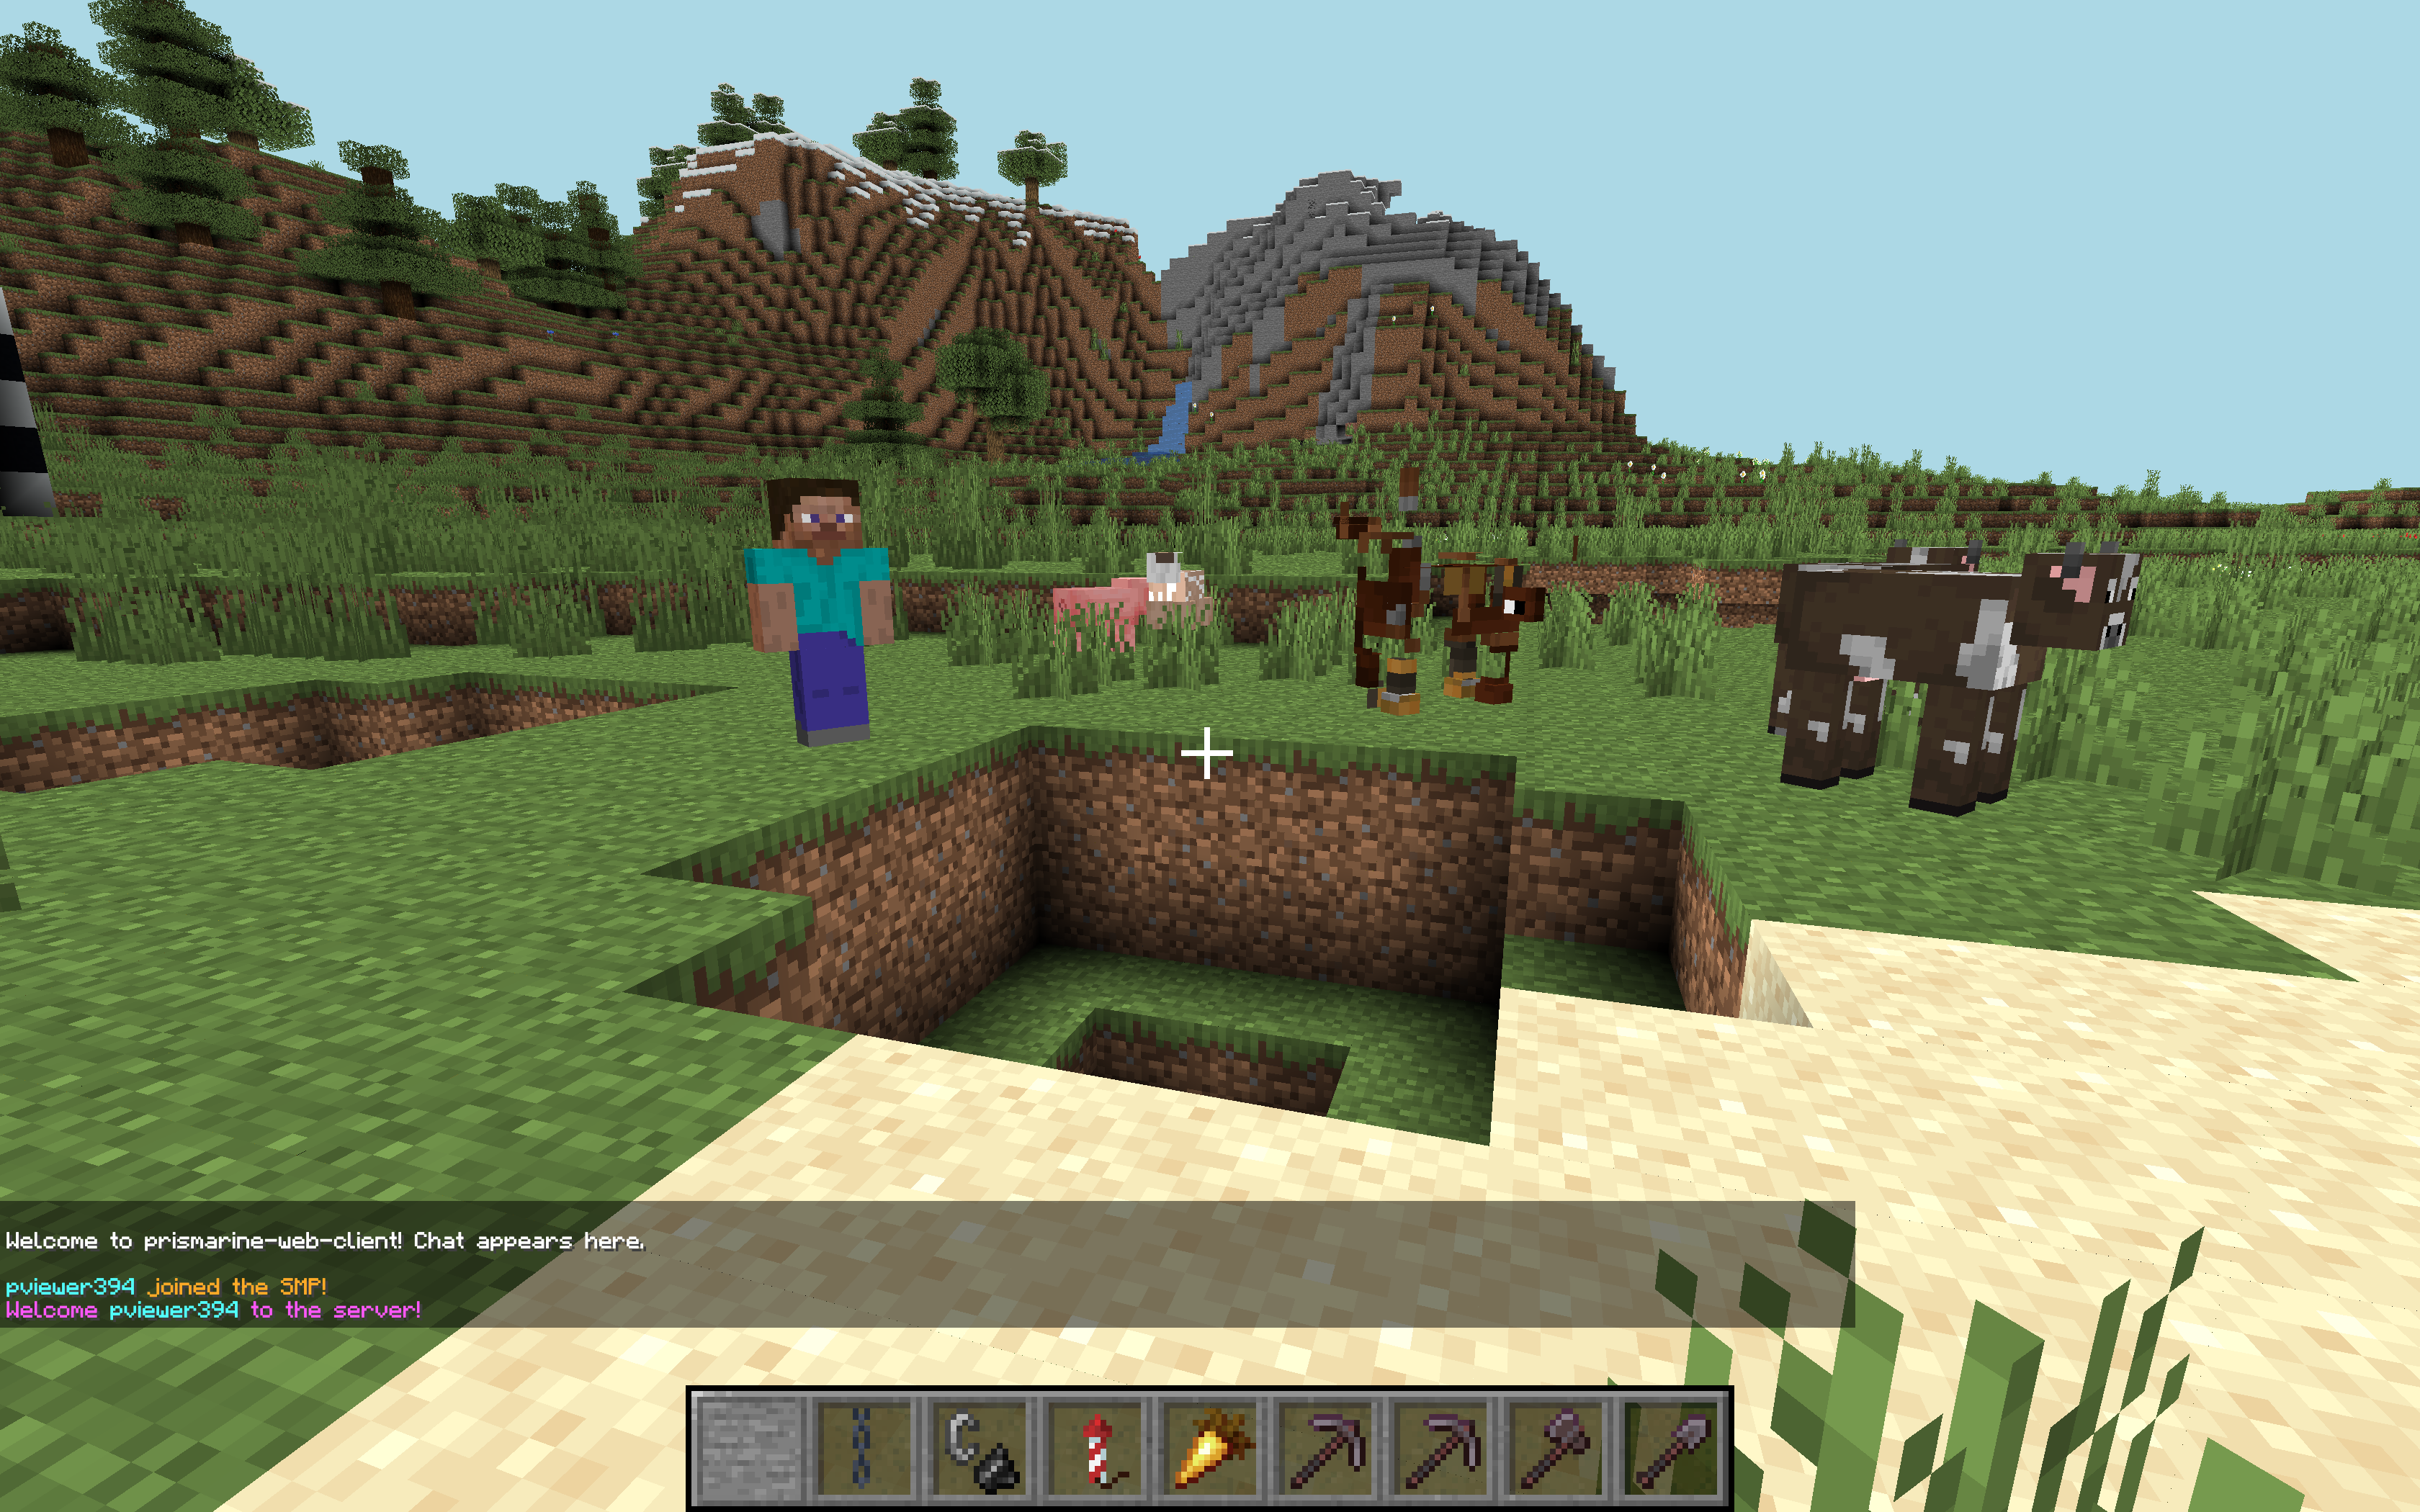 Welcome to prismarine-web-client! Chat appears here.
pviewer394 joined the SMP!
Welcome pviewer394 to the server!